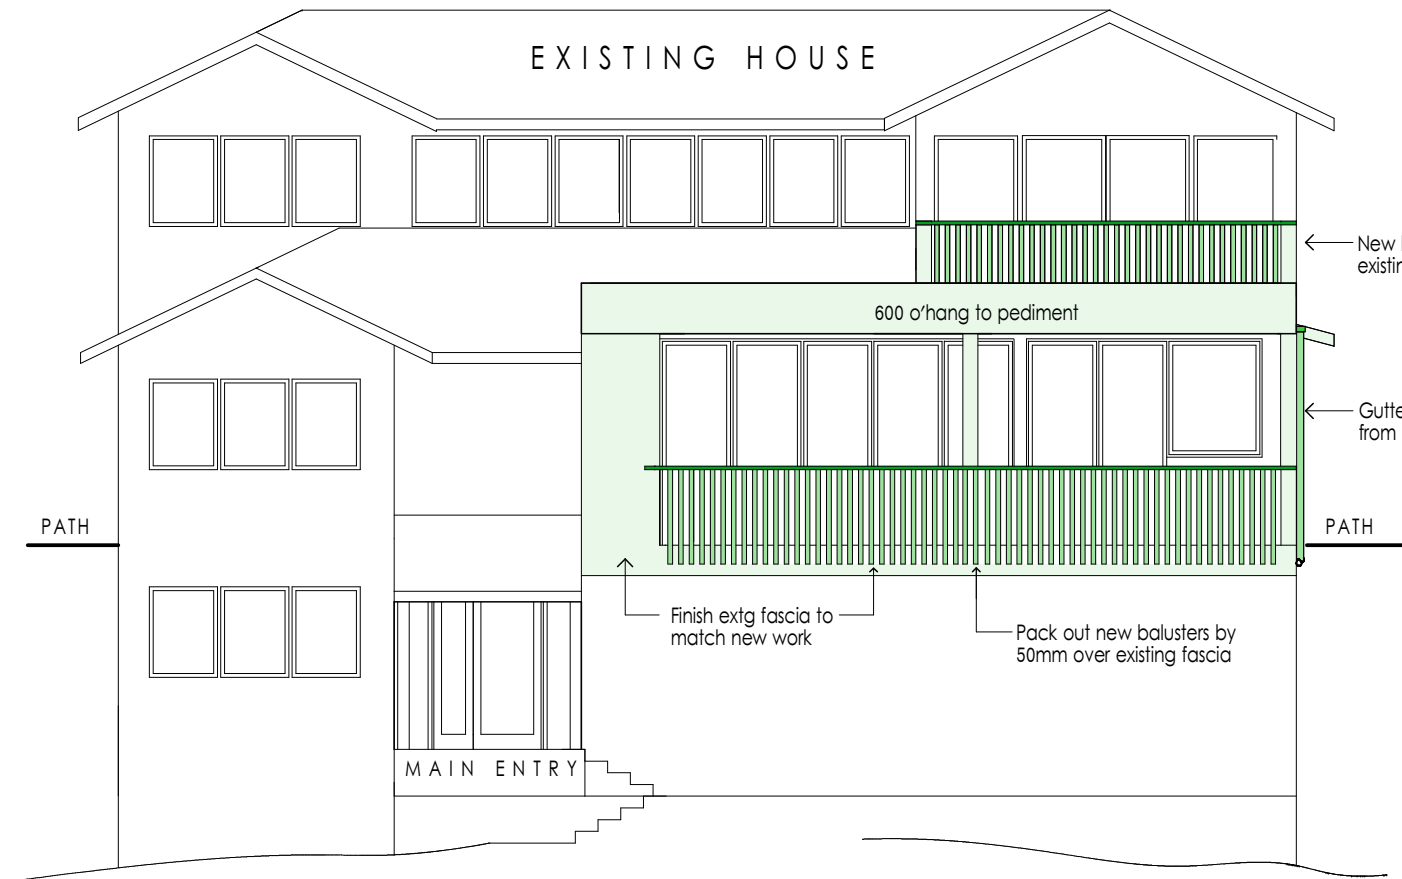 EXISTING HOUSE
New
existin
600 o'hang to pediment
Gutte
from
PATH
PATH
Finish extg fascia to
match new work
Pack out new balusters by
50mm over existing fascia
MAIN ENTRY